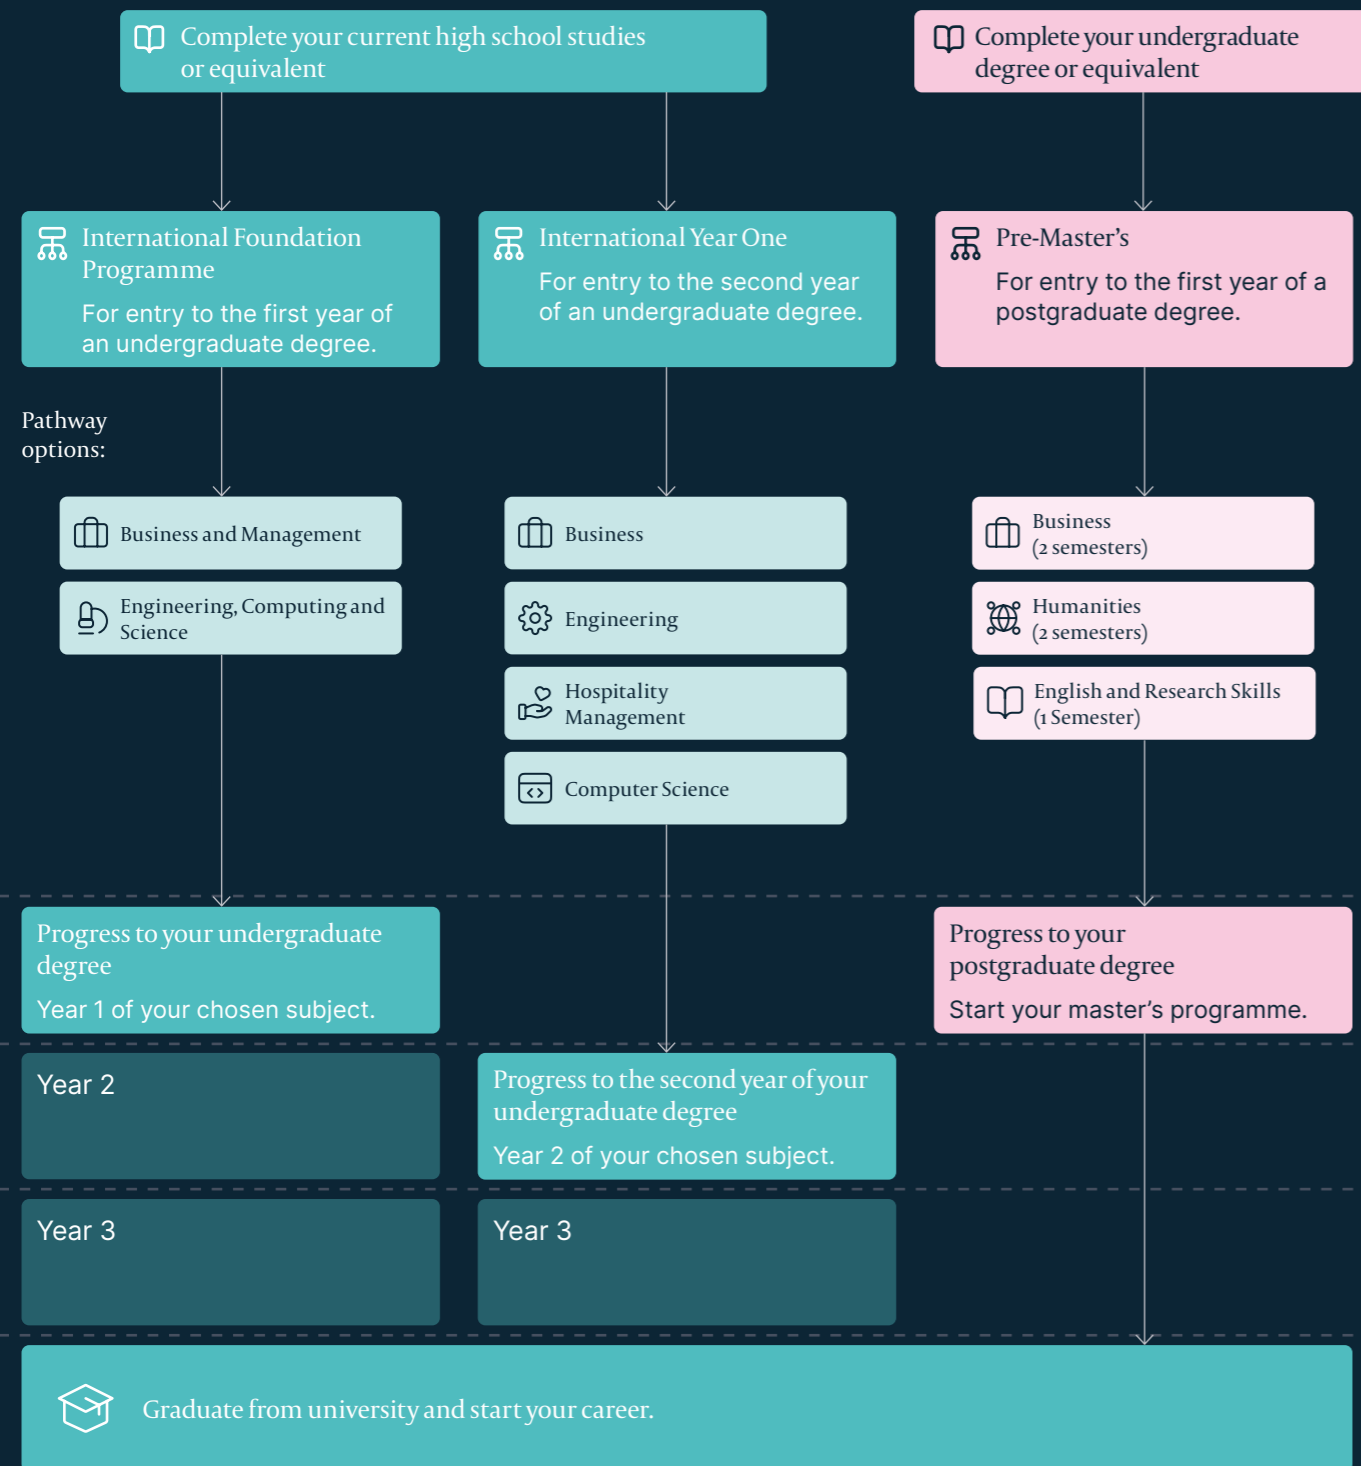 Complete your current high school studies
or equivalent
Complete your undergraduate
degree or equivalent
International Foundation
Programme
For entry to the first year of
an undergraduate degree.
International Year One
For entry to the second year
of an undergraduate degree.
Pre-Master’s
For entry to the first year of a
postgraduate degree.
Pathway
options:
Business and Management
Engineering, Computing and
Science
Business
Engineering
Hospitality
Management
Computer Science
Business
(2 semesters)
Humanities
(2 semesters)
English and Research Skills
(1 Semester)
Progress to your undergraduate
degree
Year 1 of your chosen subject.
Progress to your
postgraduate degree
Start your master’s programme.
Year 2
Progress to the second year of your
undergraduate degree
Year 2 of your chosen subject.
Year 3
Year 3
Graduate from university and start your career.